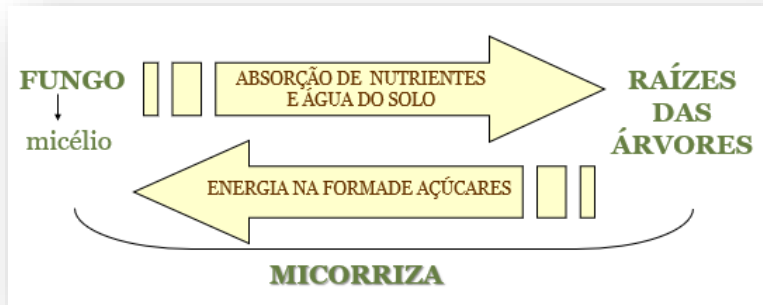 FUNGO
micélio
ABSORÇÃO DE NUTRIENTES
E ÁGUA DO SOLO
RAÍZES
DAS
ÁRVORES
ENERGIA NA FORMADE AÇÚCARES
MICORRIZA